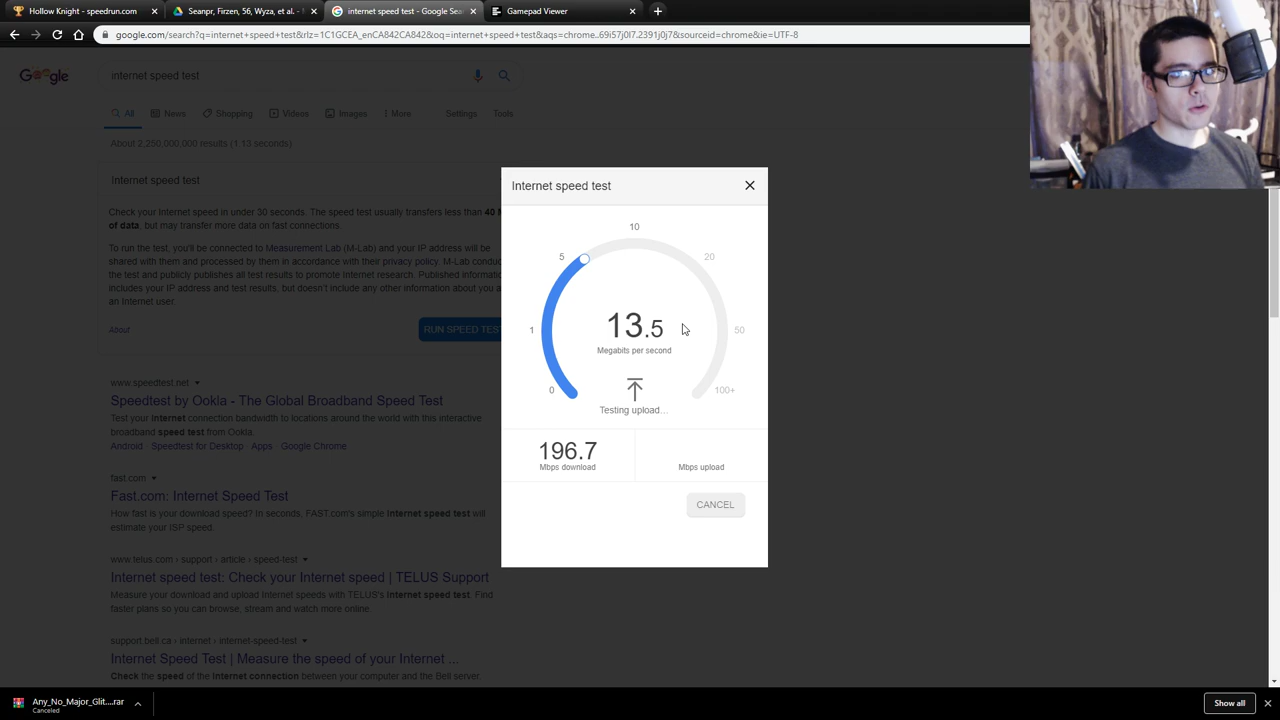 Hollow Knight - speedrun.com
Seanpr, Firzen, 56, Wyza, et al. -
internet speed test - Google Sea
Gamepad Viewer
google.com/search?q=internet+speed+test&rlz=1C1GCEA_enCA842CA842&oq=internet+speed+test&aqs=chrome..69i57j0l7.2391j0j7&sourceid=chrome&ie=UTF-8
Google
internet speed test
All
News
Shopping
Videos
Images
More
Settings
Tools
About 2,250,000,000 results (1.13 seconds)
Internet speed test
Check your Internet speed in under 30 seconds. The speed test usually transfers less than 40 M
of data, but may transfer more data on fast connections.
To run the test, you'll be connected to Measurement Lab (M-Lab) and your IP address will be
shared with them and processed by them in accordance with their privacy policy. M-Lab conduc
the test and publicly publishes all test results to promote Internet research. Published informatio
includes your IP address and test results, but doesn't include any other information about you a
an Internet user.
About
RUN SPEED TES
www.speedtest.net
Speedtest by Ookla - The Global Broadband Speed Test
Test your Internet connection bandwidth to locations around the world with this interactive
broadband speed test from Ookla.
Android · Speedtest for Desktop · Apps · Google Chrome
fast.com
Fast.com: Internet Speed Test
How fast is your download speed? In seconds, FAST.com's simple Internet speed test will
estimate your ISP speed.
www.telus.com › support › article › speed-test
Internet speed test: Check your Internet speed | TELUS Support
Measure your download and upload Internet speeds with TELUS's Internet speed test. Find
faster plans so you can browse, stream and watch more online.
support.bell.ca › internet › internet-speed-test
Internet Speed Test | Measure the speed of your Internet ...
Check the speed of the Internet connection between your computer and the Bell server.
Internet speed test
10
5
20
1
50
0
100+
13.5
Megabits per second
Testing upload...
196.7
Mbps download
Mbps upload
CANCEL
Any_No_Major_Glit....rar
Canceled
Show all